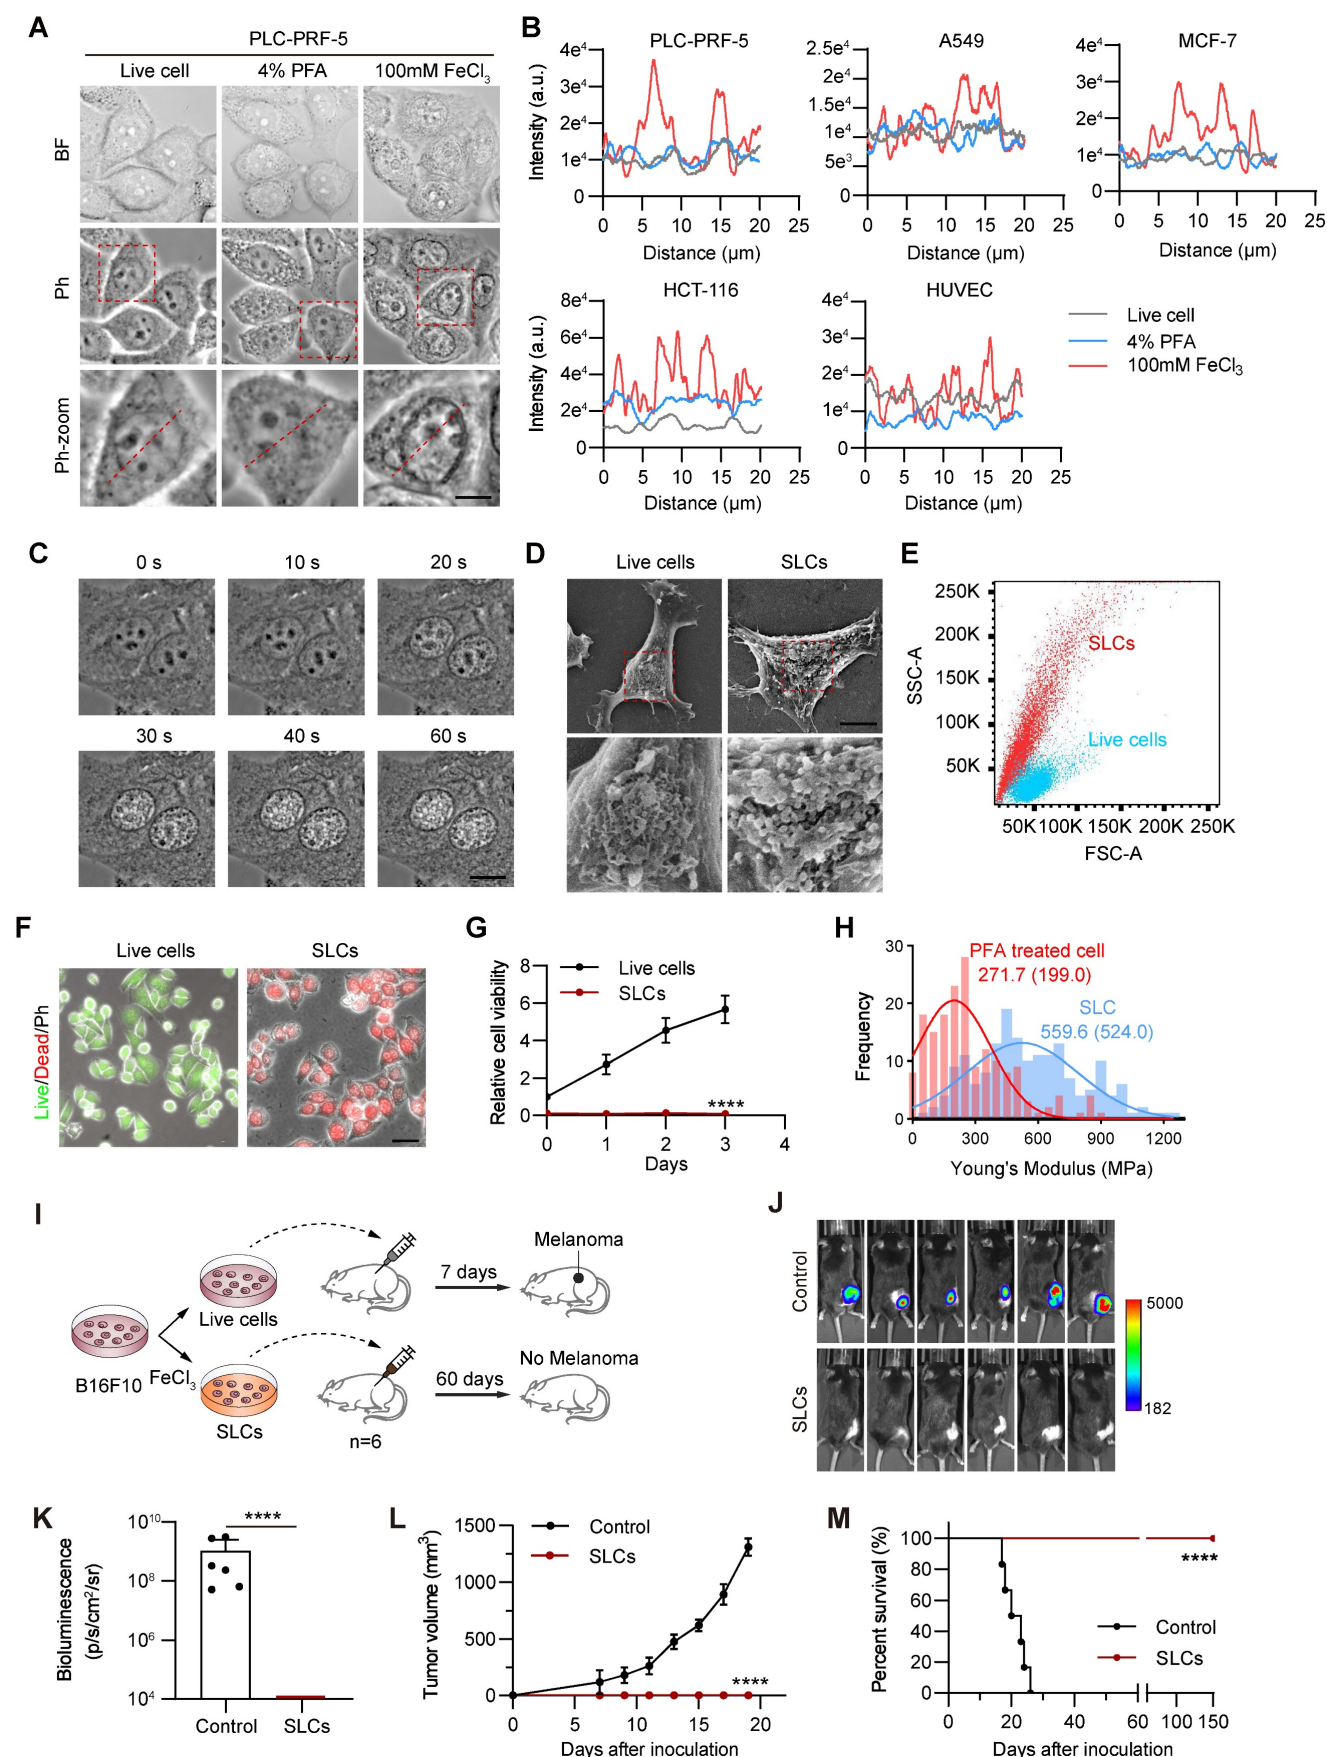 A
PLC-PRF-5
Live cell 4% PFA 100mM FeCl₃
BF
Ph
Ph-zoom
B
PLC-PRF-5
Intensity (a.u.)
4e⁴
3e⁴
2e⁴
1e⁴
0
0 5 10 15 20 25
Distance (μm)
A549
2.5e⁴
2e⁴
1.5e⁴
1e⁴
5e³
0
0 5 10 15 20 25
Distance (μm)
MCF-7
4e⁴
3e⁴
2e⁴
1e⁴
0
0 5 10 15 20 25
Distance (μm)
HCT-116
Intensity (a.u.)
8e⁴
6e⁴
4e⁴
2e⁴
0
0 5 10 15 20 25
Distance (μm)
HUVEC
4e⁴
3e⁴
2e⁴
1e⁴
0
0 5 10 15 20 25
Distance (μm)
Live cell
4% PFA
100mM FeCl₃
C
0 s 10 s 20 s
30 s 40 s 60 s
D
Live cells SLCs
E
SSC-A
250K
200K
150K
100K
50K
SLCs
Live cells
50K 100K 150K 200K 250K
FSC-A
F
Live cells SLCs
Live/Dead/Ph
G
Relative cell viability
8
6
4
2
0
Live cells
SLCs
****
0 1 2 3 4
Days
H
Frequency
30
20
10
0
PFA treated cell
271.7 (199.0)
SLC
559.6 (524.0)
0 300 600 900 1200
Young's Modulus (MPa)
I
B16F10
FeCl₃
Live cells
SLCs
n=6
7 days
60 days
Melanoma
No Melanoma
J
Control
SLCs
5000
182
K
Bioluminescence
(p/s/cm²/sr)
10¹⁰
10⁸
10⁶
10⁴
****
Control SLCs
L
Tumor volume (mm³)
1500
1000
500
0
Control
SLCs
****
0 5 10 15 20
Days after inoculation
M
Percent survival (%)
100
80
60
40
20
0
****
Control
SLCs
0 20 40 60 100 150
Days after inoculation